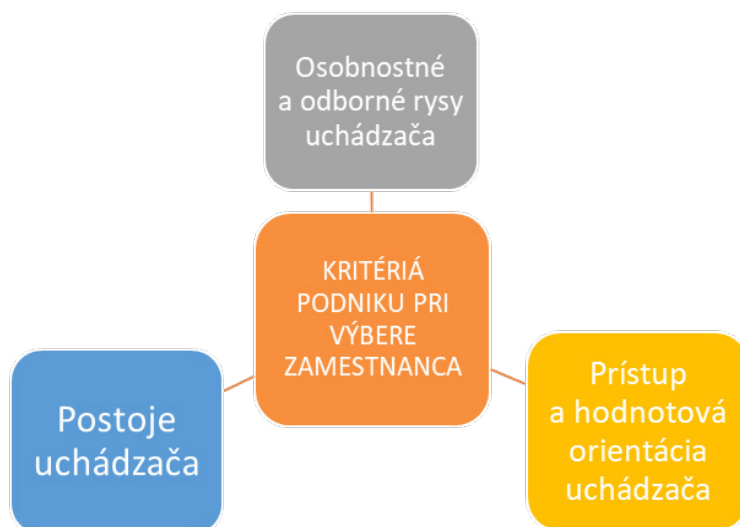 Osobnostné
a odborné rysy
uchádzača
KRITÉRIÁ
PODNIKU PRI
VÝBERE
ZAMESTNANCA
Postoje
uchádzača
Prístup
a hodnotová
orientácia
uchádzača